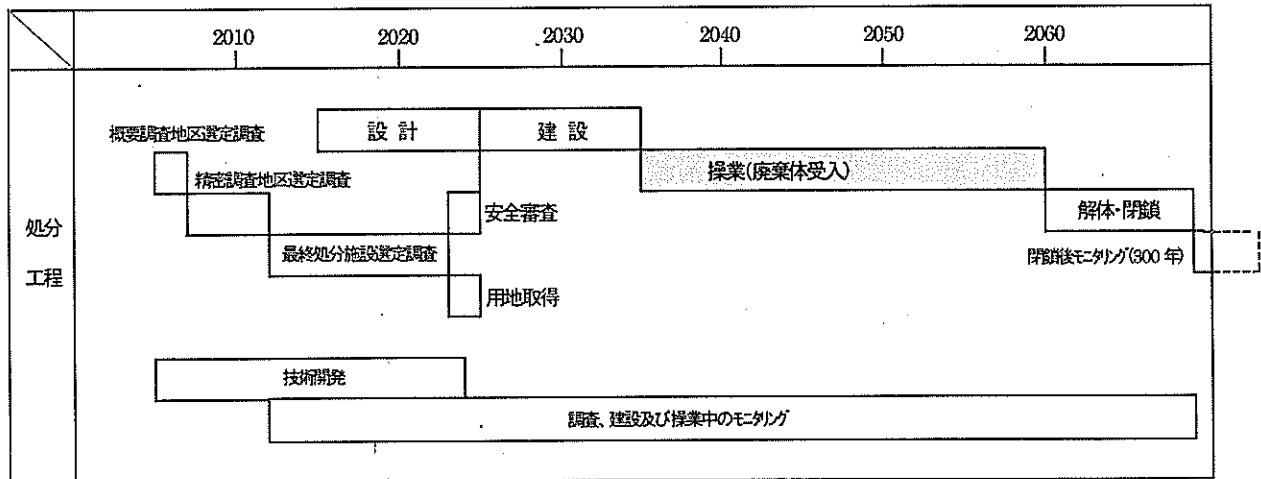 2010 2020 2030 2040 2050 2060
設計 建設
概要調査地区選定調査
操業(廃棄体受入)
精密調査地区選定調査
安全審査
解体・閉鎖
処分
工程
最終処分施設選定調査
閉鎖後モニタリング(300 年)
用地取得
技術開発
調査、建設及び操業中のモニタリング